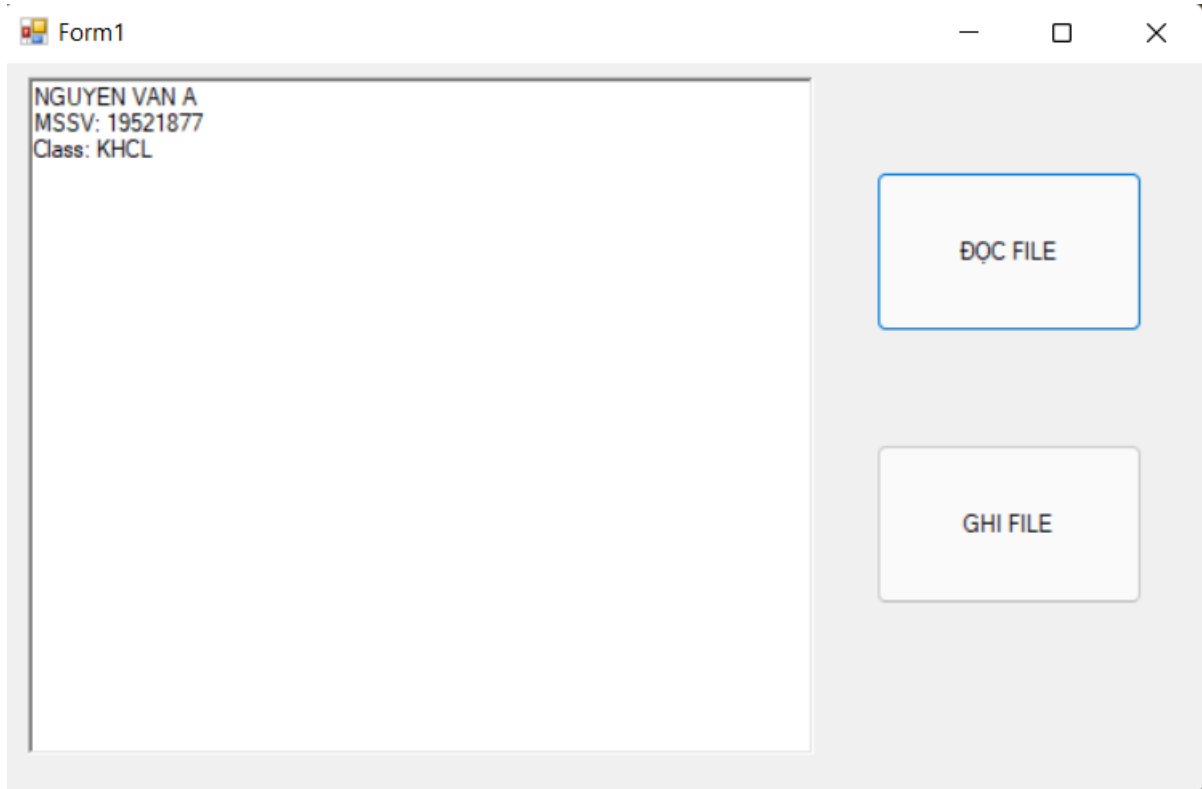 Form1
NGUYEN VAN A
MSSV: 19521877
Class: KHCL
ĐỌC FILE
GHI FILE